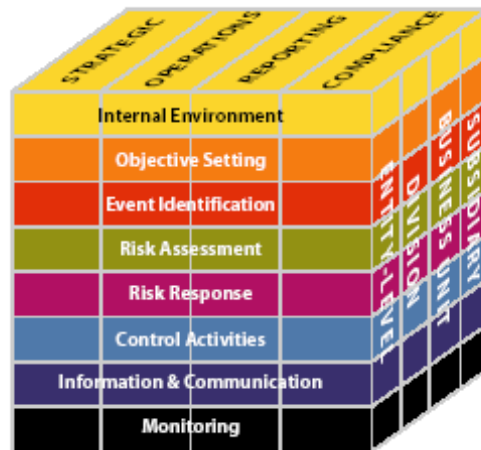 STRATEGIC
OPERATIONS
REPORTING
COMPLIANCE
Internal Environment
Objective Setting
Event Identification
Risk Assessment
Risk Response
Control Activities
Information & Communication
Monitoring
ENTITY-LEVEL
DIVISION
BUSINESS UNIT
SUBSIDIARY